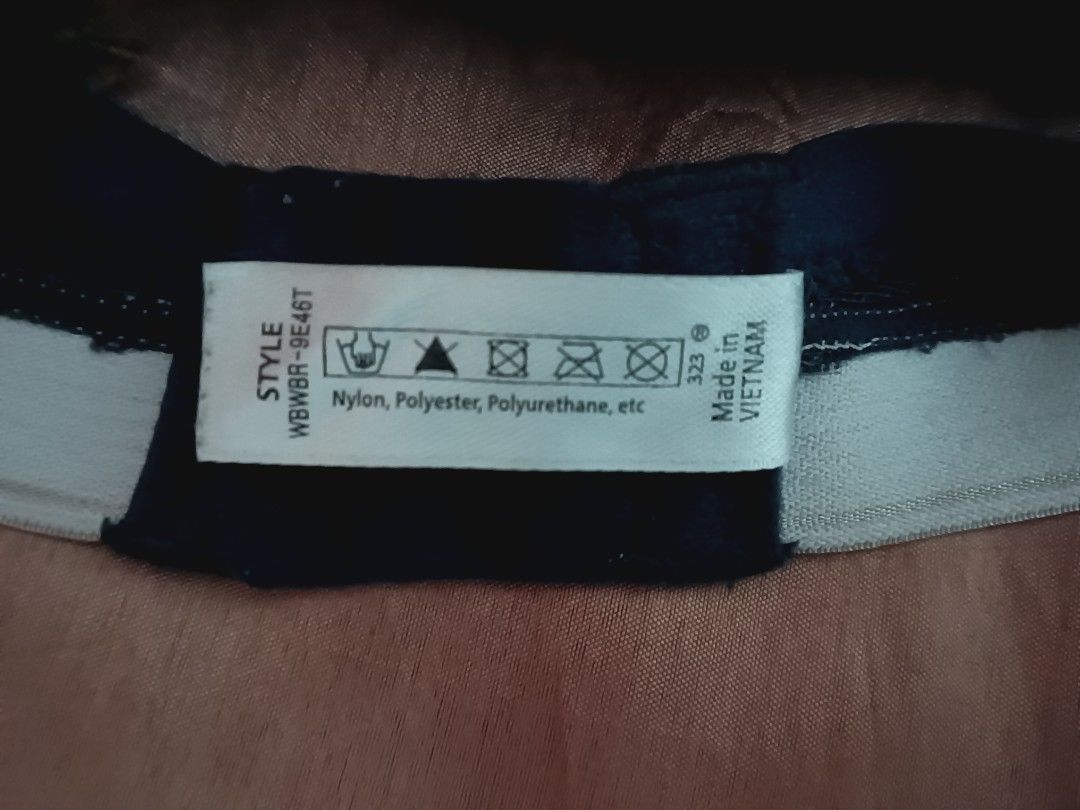 STYLE
WBWBR-9E46T
Nylon, Polyester, Polyurethane, etc
323
Made in
VIETNAM